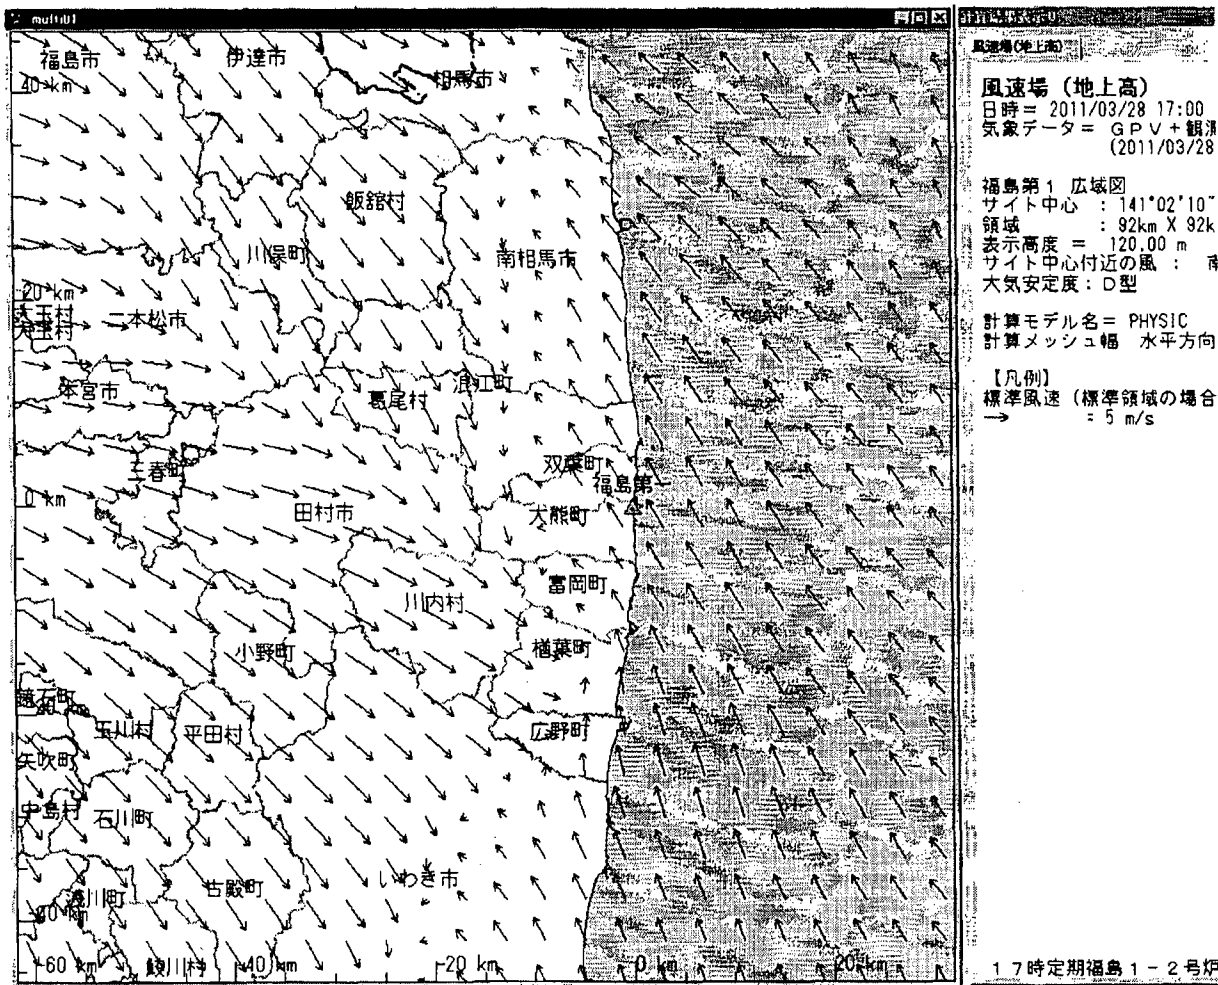 multi01
福島市
伊達市
相馬市
40 km
飯舘村
川俣町
南相馬市
20 km
大玉村
大玉村
二本松市
本宮市
浪江町
葛尾村
三春町
双葉町
福島第一
0 km
田村市
大熊町
富岡町
川内村
小野町
楢葉町
鏡石町
玉川村
平田村
広野町
矢吹町
中島村
石川町
いわき市
古殿町
浅川町
40 km
60 km
鮫川村
40 km
20 km
0 km
20 km
風速場(地上高)
風速場（地上高）
日時＝ 2011/03/28 17:00
気象データ＝ ＧＰＶ＋観測
(2011/03/28
福島第１ 広域図
サイト中心 : 141°02'10"
領域 : 92km X 92k
表示高度 ＝ 120.00 m
サイト中心付近の風 : 南
大気安定度：Ｄ型
計算モデル名＝ PHYSIC
計算メッシュ幅 水平方向
【凡例】
標準風速（標準領域の場合
→ : 5 m/s
１７時定期福島１－２号炉